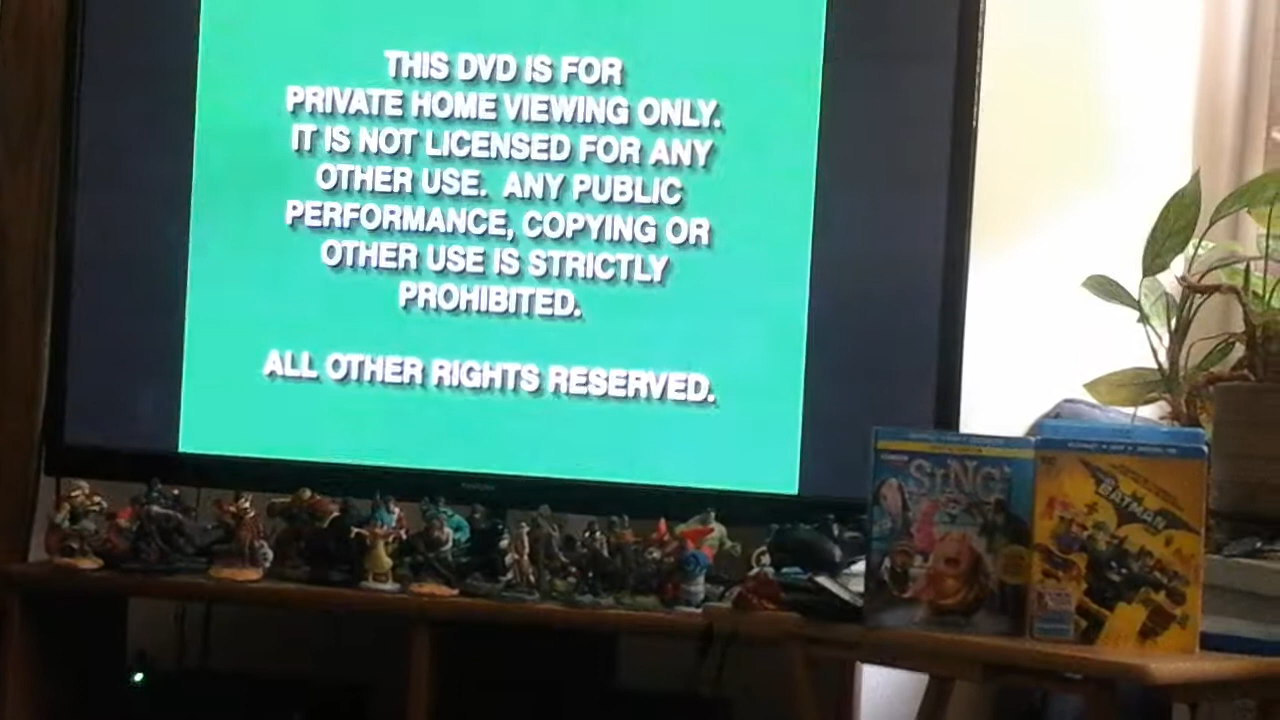 THIS DVD IS FOR
PRIVATE HOME VIEWING ONLY.
IT IS NOT LICENSED FOR ANY
OTHER USE.  ANY PUBLIC
PERFORMANCE, COPYING OR
OTHER USE IS STRICTLY
PROHIBITED.
ALL OTHER RIGHTS RESERVED.
SING
BATMAN